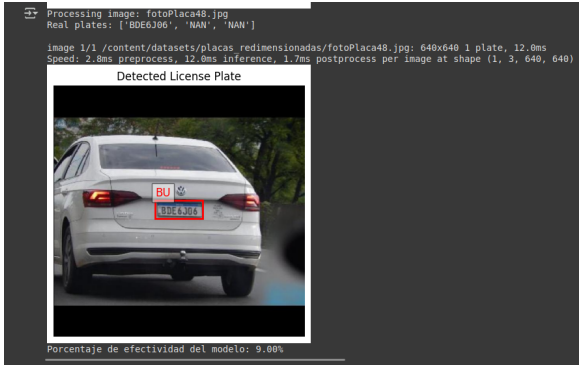 Processing image: fotoPlaca48.jpg
Real plates: ['BDE6J06', 'NAN', 'NAN']
image 1/1 /content/datasets/placas_redimensionadas/fotoPlaca48.jpg: 640x640 1 plate, 12.0ms
Speed: 2.8ms preprocess, 12.0ms inference, 1.7ms postprocess per image at shape (1, 3, 640, 640)
Detected License Plate
BU
BDE6J06
Porcentaje de efectividad del modelo: 9.00%